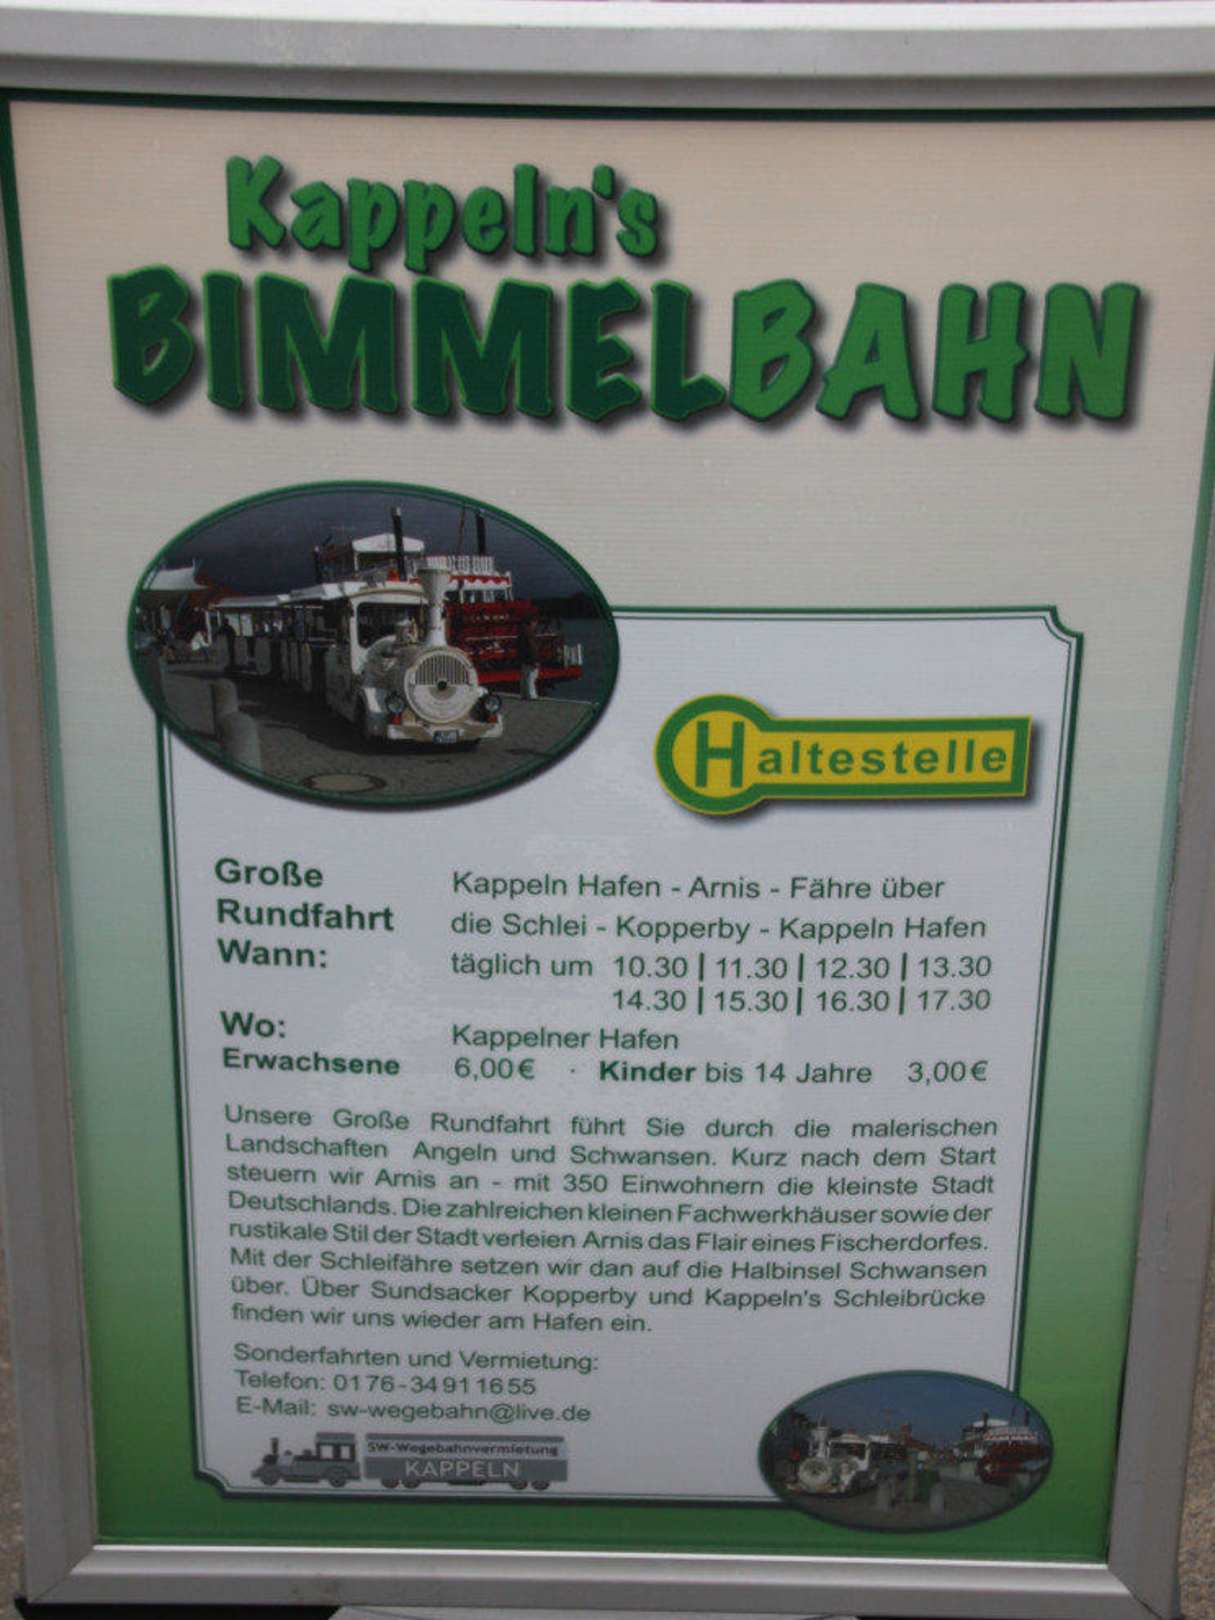 Kappeln's
BIMMELBAHN
Haltestelle
Große
Rundfahrt
Kappeln Hafen - Arnis - Fähre über
die Schlei - Kopperby - Kappeln Hafen
Wann:
täglich um 10.30 | 11.30 | 12.30 | 13.30
14.30 | 15.30 | 16.30 | 17.30
Wo:
Kappelner Hafen
Erwachsene 6,00€ · Kinder bis 14 Jahre 3,00€
Unsere Große Rundfahrt führt Sie durch die malerischen
Landschaften Angeln und Schwansen. Kurz nach dem Start
steuern wir Arnis an - mit 350 Einwohnern die kleinste Stadt
Deutschlands. Die zahlreichen kleinen Fachwerkhäuser sowie der
rustikale Stil der Stadt verleien Arnis das Flair eines Fischerdorfes.
Mit der Schleifähre setzen wir dan auf die Halbinsel Schwansen
über. Über Sundsacker Kopperby und Kappeln's Schleibrücke
finden wir uns wieder am Hafen ein.
Sonderfahrten und Vermietung:
Telefon: 0176-34911655
E-Mail: sw-wegebahn@live.de
SW-Wegebahnvermietung
KAPPELN